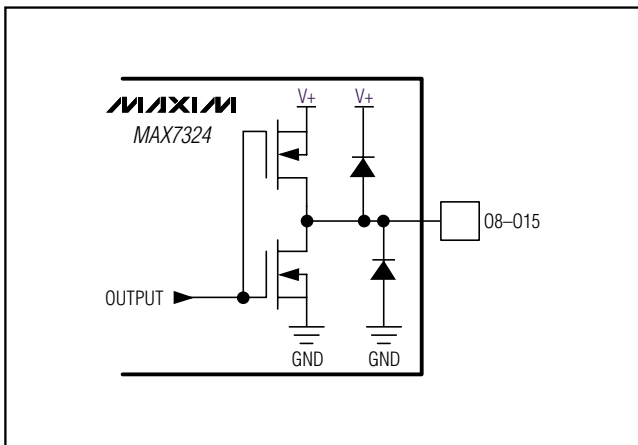 MAXIM
MAX7324
V+
V+
O8–O15
OUTPUT
GND
GND